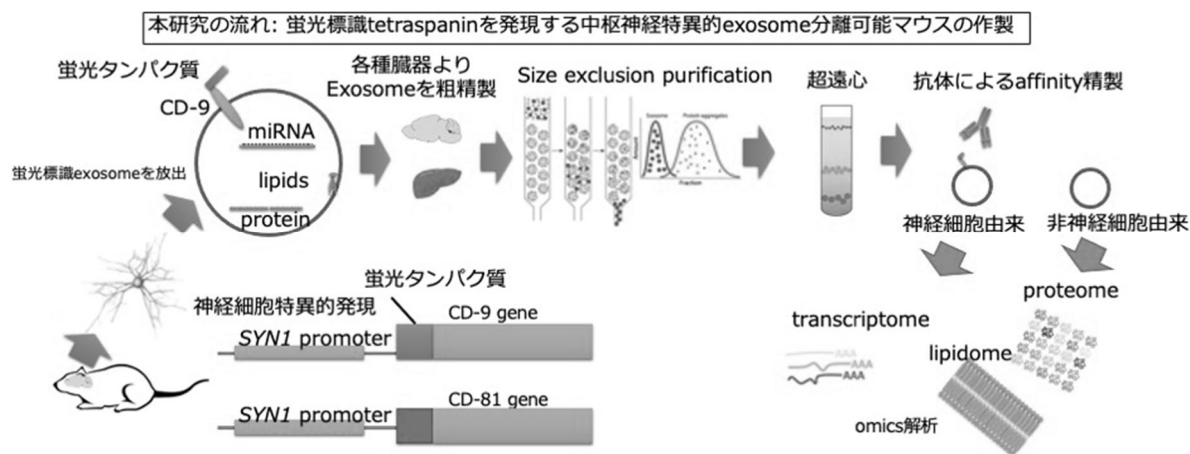 本研究の流れ: 蛍光標識tetraspaninを発現する中枢神経特異的exosome分離可能マウスの作製
蛍光タンパク質
CD-9
miRNA
lipids
protein
蛍光標識exosomeを放出
各種臓器より
Exosomeを粗精製
Size exclusion purification
Exosome
Protein aggregates
Amount
Fraction
超遠心
抗体によるaffinity精製
神経細胞由来
非神経細胞由来
蛍光タンパク質
神経細胞特異的発現
SYN1 promoter
CD-9 gene
SYN1 promoter
CD-81 gene
transcriptome
AAA
AAA
AAA
lipidome
proteome
omics解析